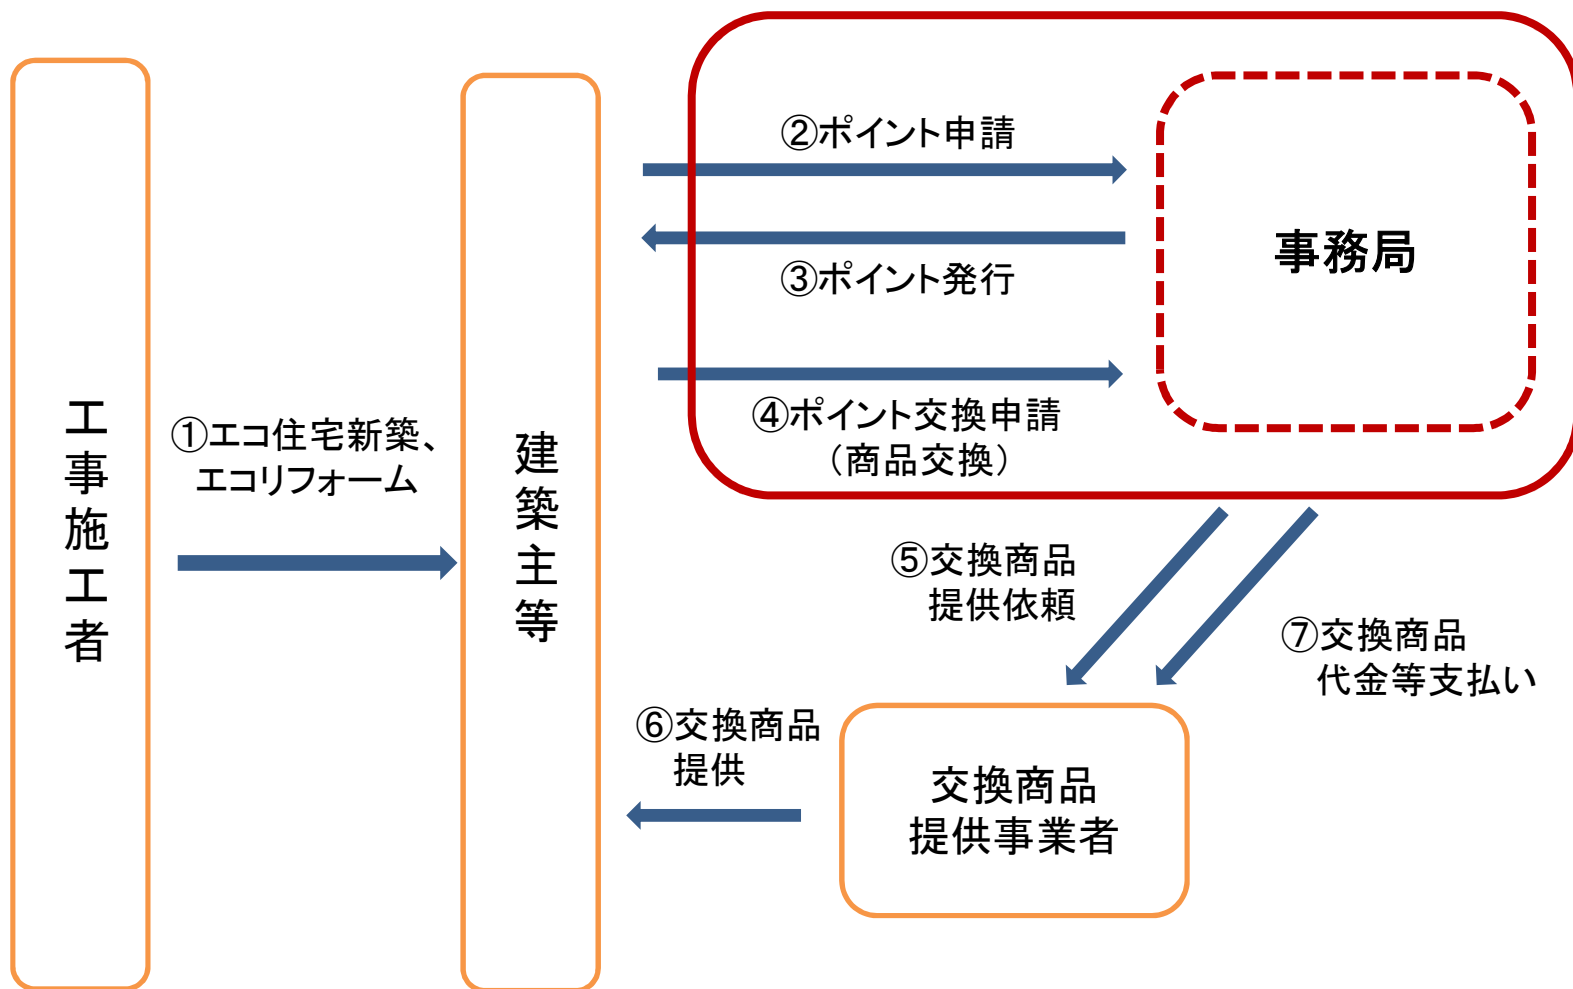 工事施工者
①エコ住宅新築、
エコリフォーム
建築主等
②ポイント申請
③ポイント発行
④ポイント交換申請
（商品交換）
事務局
⑤交換商品
提供依頼
⑦交換商品
代金等支払い
⑥交換商品
提供
交換商品
提供事業者